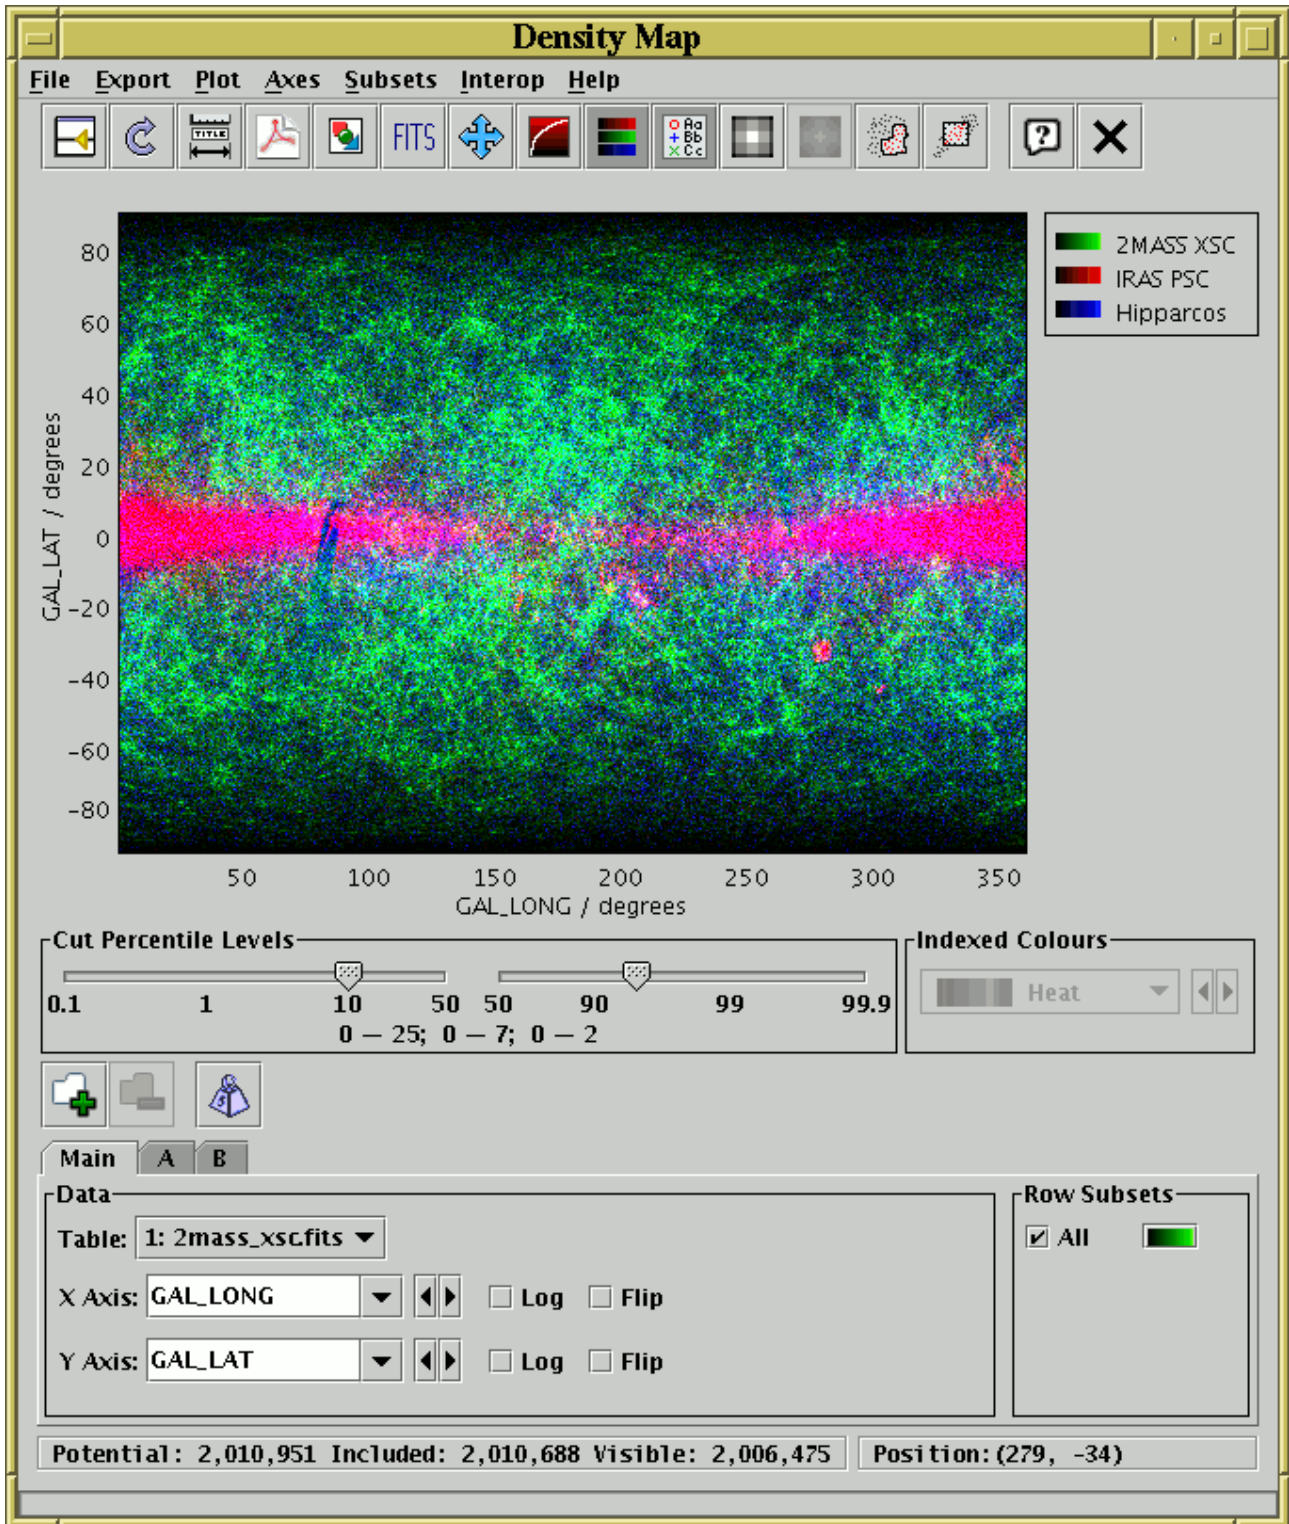 Density Map
File Export Plot Axes Subsets Interop Help
TITLE
FITS
Aa
Bb
Cc
2MASS XSC
IRAS PSC
Hipparcos
80
60
40
20
0
-20
-40
-60
-80
GAL_LAT / degrees
50 100 150 200 250 300 350
GAL_LONG / degrees
Cut Percentile Levels
0.1 1 10 50 50 90 99 99.9
0 — 25; 0 — 7; 0 — 2
Indexed Colours
Heat
Main A B
Data
Table: 1: 2mass_xsc.fits
X Axis: GAL_LONG Log Flip
Y Axis: GAL_LAT Log Flip
Row Subsets
All
Potential: 2,010,951 Included: 2,010,688 Visible: 2,006,475
Position:(279, -34)